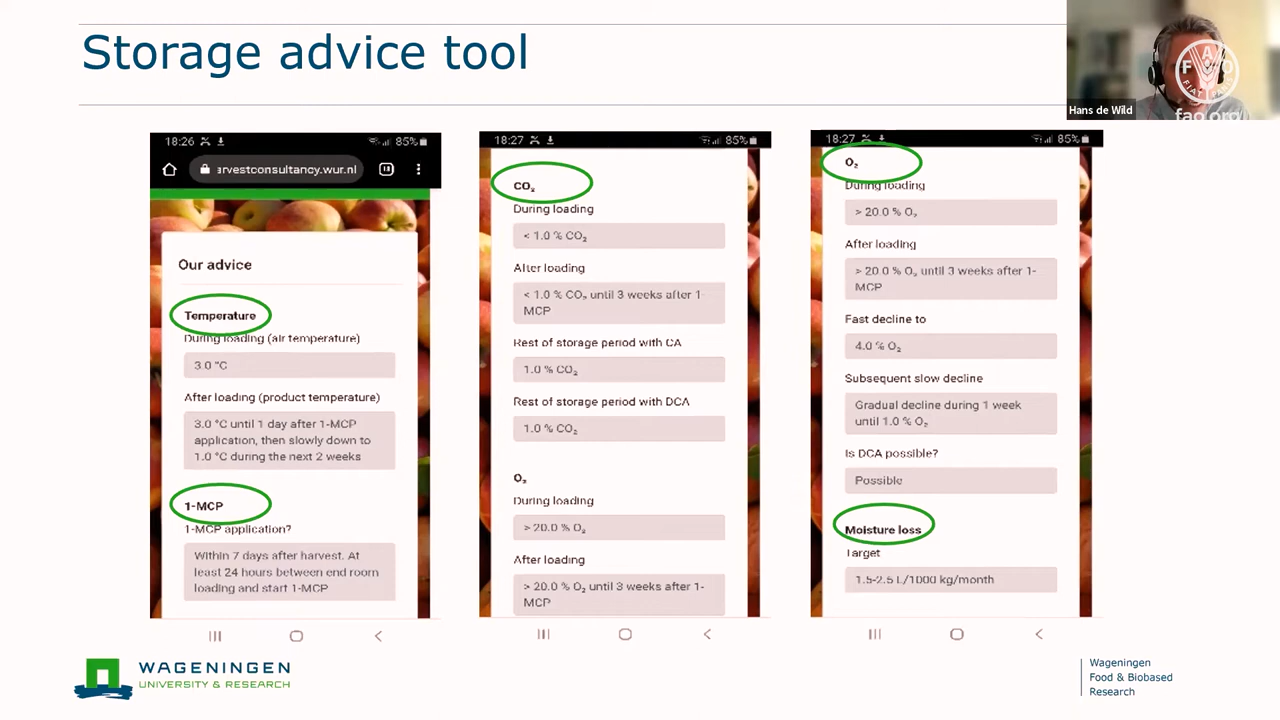 Storage advice tool
Hans de Wild
FAO
FIAT PANIS
fao.org
18:26
85%
arvestconsultancy.wur.nl
Our advice
Temperature
During loading (air temperature)
3.0 °C
After loading (product temperature)
3.0 °C until 1 day after 1-MCP
application, then slowly down to
1.0 °C during the next 2 weeks
1-MCP
1-MCP application?
Within 7 days after harvest. At
least 24 hours between end room
loading and start 1-MCP
18:27
85%
CO₂
During loading
< 1.0 % CO₂
After loading
< 1.0 % CO₂ until 3 weeks after 1-
MCP
Rest of storage period with CA
1.0 % CO₂
Rest of storage period with DCA
1.0 % CO₂
O₂
During loading
> 20.0 % O₂
After loading
> 20.0 % O₂ until 3 weeks after 1-
MCP
18:27
85%
O₂
During loading
> 20.0 % O₂
After loading
> 20.0 % O₂ until 3 weeks after 1-
MCP
Fast decline to
4.0 % O₂
Subsequent slow decline
Gradual decline during 1 week
until 1.0 % O₂
Is DCA possible?
Possible
Moisture loss
Target
1.5-2.5 L/1000 kg/month
WAGENINGEN
UNIVERSITY & RESEARCH
Wageningen
Food & Biobased
Research